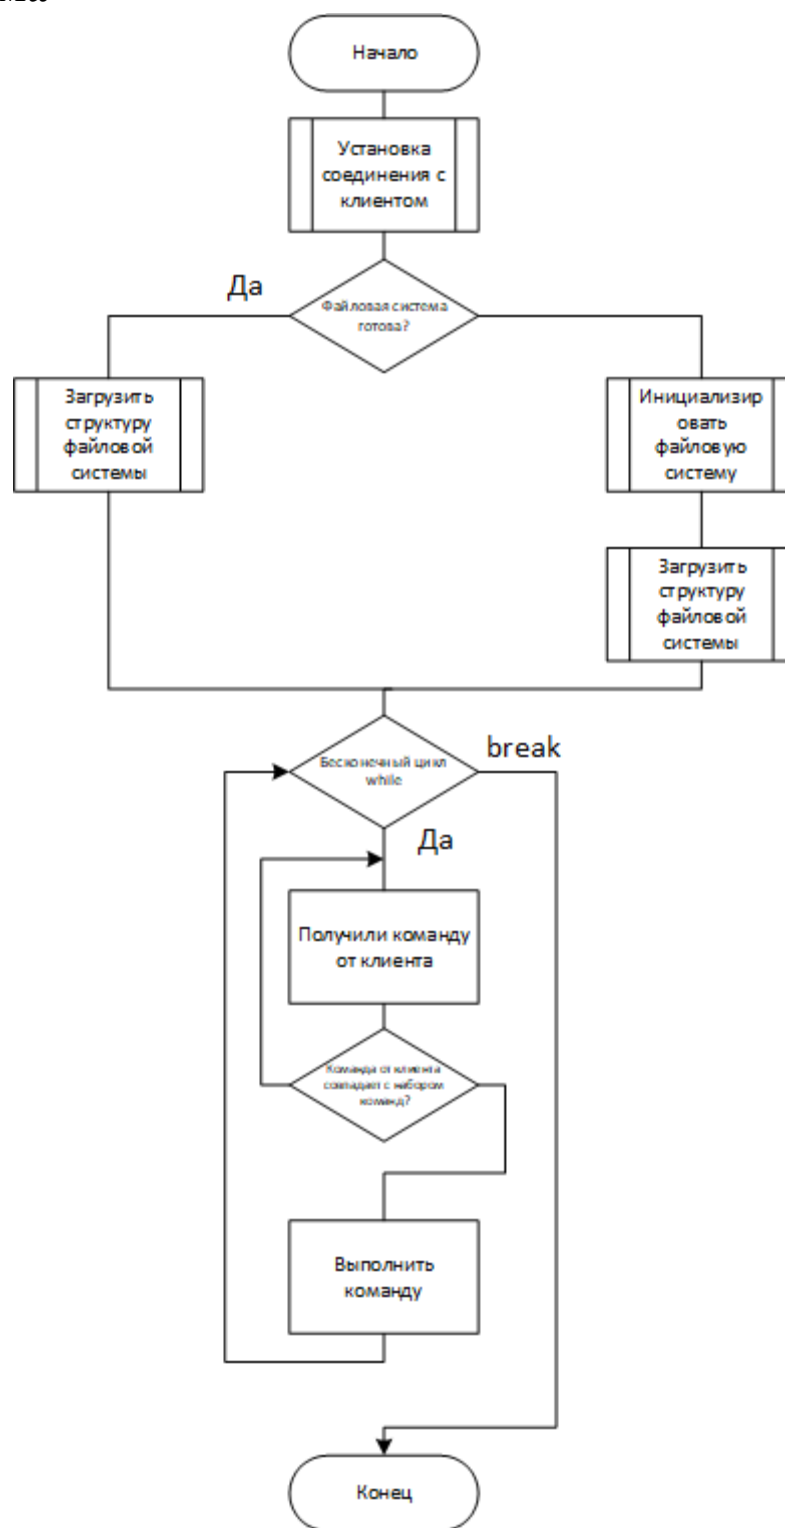 Начало
Установка
соединения с
клиентом
Да
Файловая система
готова?
Загрузить
структуру
файловой
системы
Инициализир
овать
файловую
систему
Загрузить
структуру
файловой
системы
Бесконечный цикл
while
break
Да
Получили команду
от клиента
Команда от клиента
совпадает с набором
команд?
Выполнить
команду
Конец